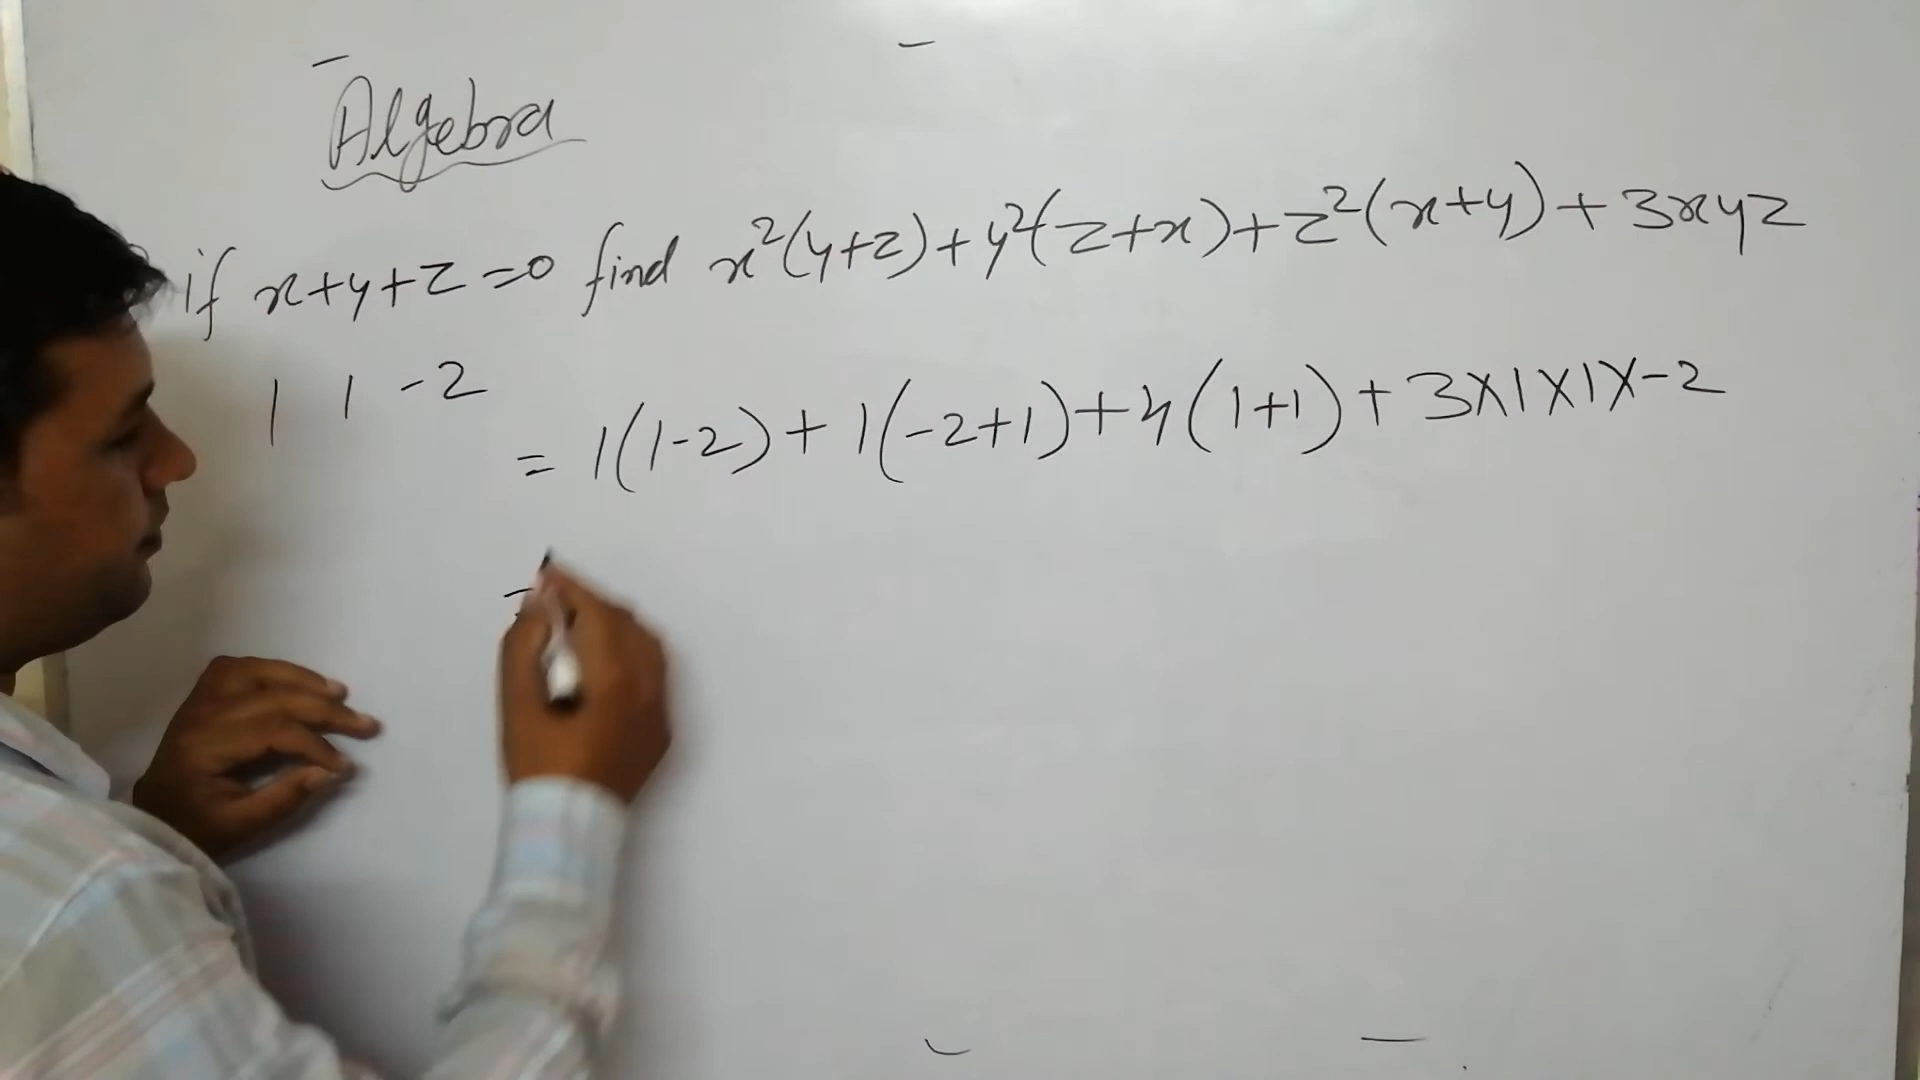 Algebra
if x+y+z=0 find x²(y+z)+y²(z+x)+z²(x+y)+3xyz
1 1 -2
= 1(1-2)+1(-2+1)+4(1+1)+3X1X1X-2
=